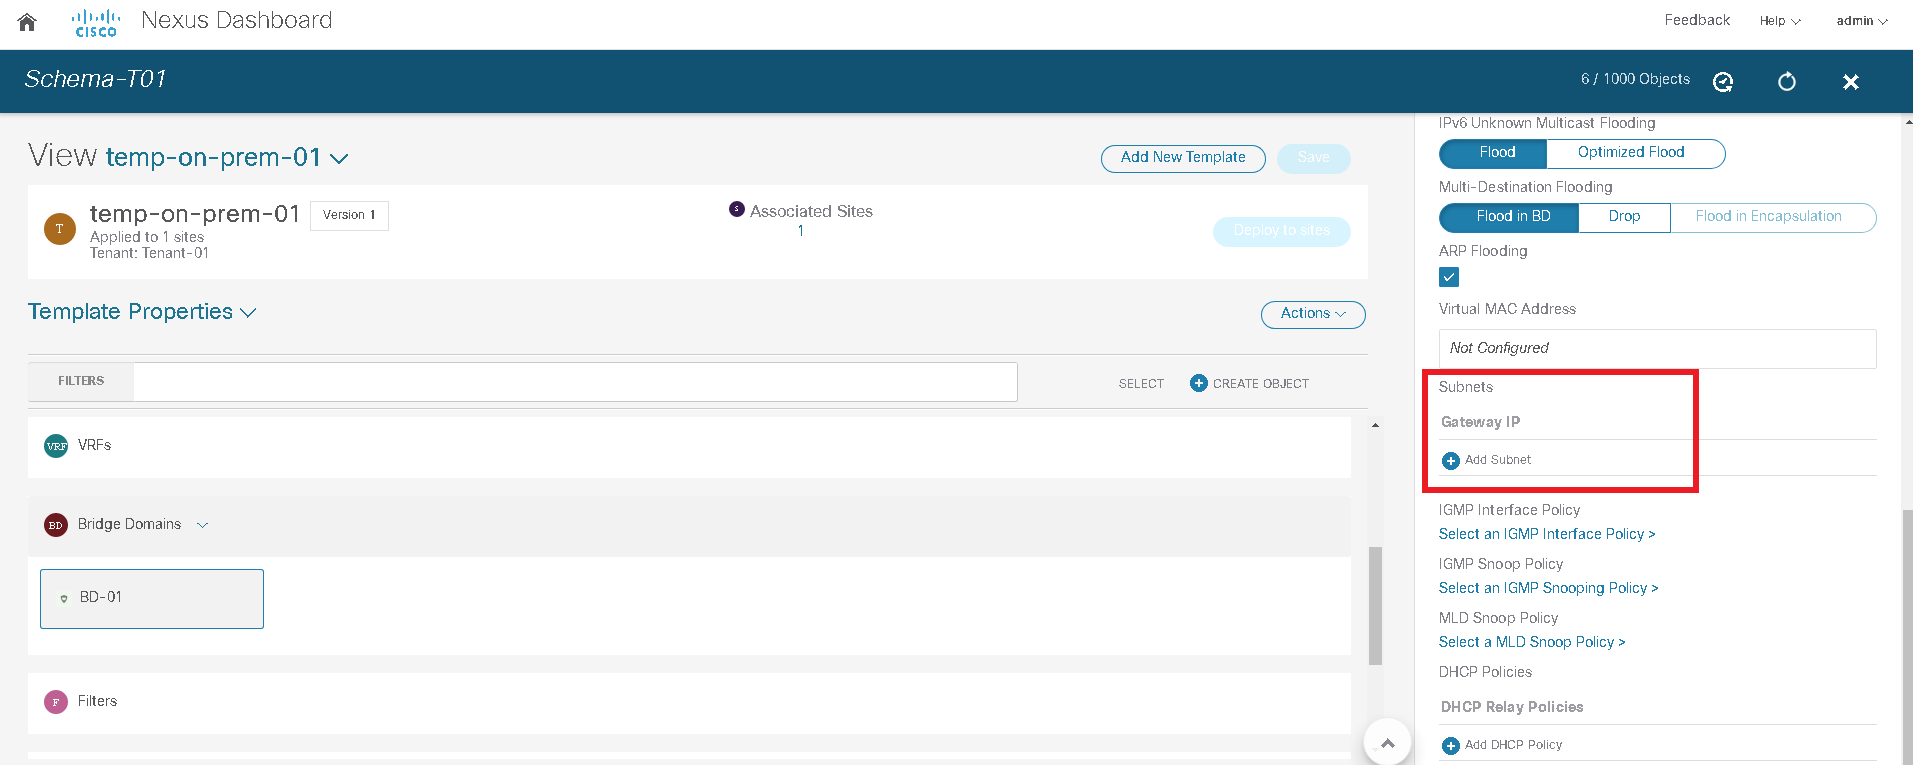 cisco Nexus Dashboard Feedback Help admin
Schema-T01 6 / 1000 Objects
View temp-on-prem-01 Add New Template Save
T temp-on-prem-01 Version 1
Applied to 1 sites
Tenant: Tenant-01
S Associated Sites
1
Deploy to sites
Template Properties Actions
FILTERS SELECT CREATE OBJECT
VRF VRFs
BD Bridge Domains
BD-01
F Filters
IPv6 Unknown Multicast Flooding
Flood Optimized Flood
Multi-Destination Flooding
Flood in BD Drop Flood in Encapsulation
ARP Flooding
Virtual MAC Address
Not Configured
Subnets
Gateway IP
Add Subnet
IGMP Interface Policy
Select an IGMP Interface Policy >
IGMP Snoop Policy
Select an IGMP Snooping Policy >
MLD Snoop Policy
Select a MLD Snoop Policy >
DHCP Policies
DHCP Relay Policies
Add DHCP Policy